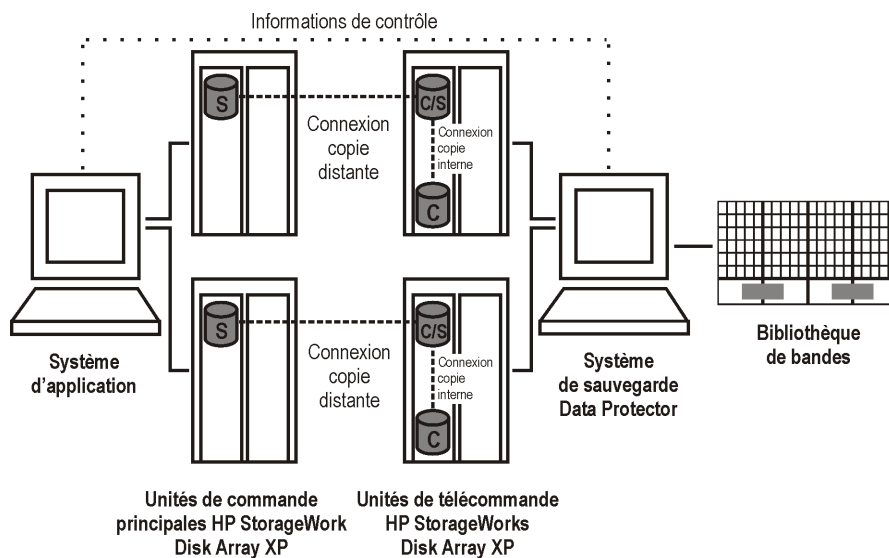 Informations de contrôle
S
C/S
Connexion
copie
distante
Connexion
copie
interne
C
S
C/S
Connexion
copie
distante
Connexion
copie
interne
C
Système
d'application
Système
de sauvegarde
Data Protector
Bibliothèque
de bandes
Unités de commande
principales HP StorageWork
Disk Array XP
Unités de télécommande
HP StorageWorks
Disk Array XP